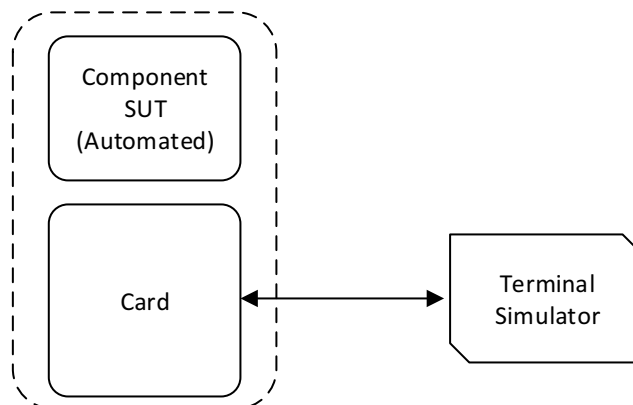 Component
SUT
(Automated)
Card
Terminal
Simulator